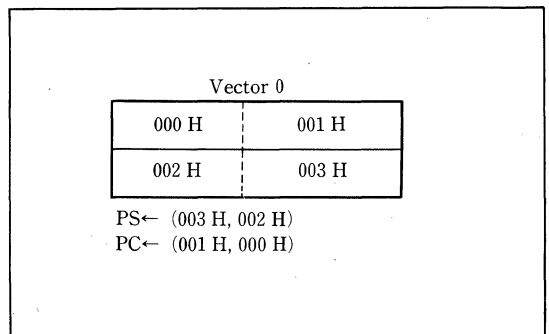 Vector 0
000 H 001 H
002 H 003 H
PS← (003 H, 002 H)
PC← (001 H, 000 H)